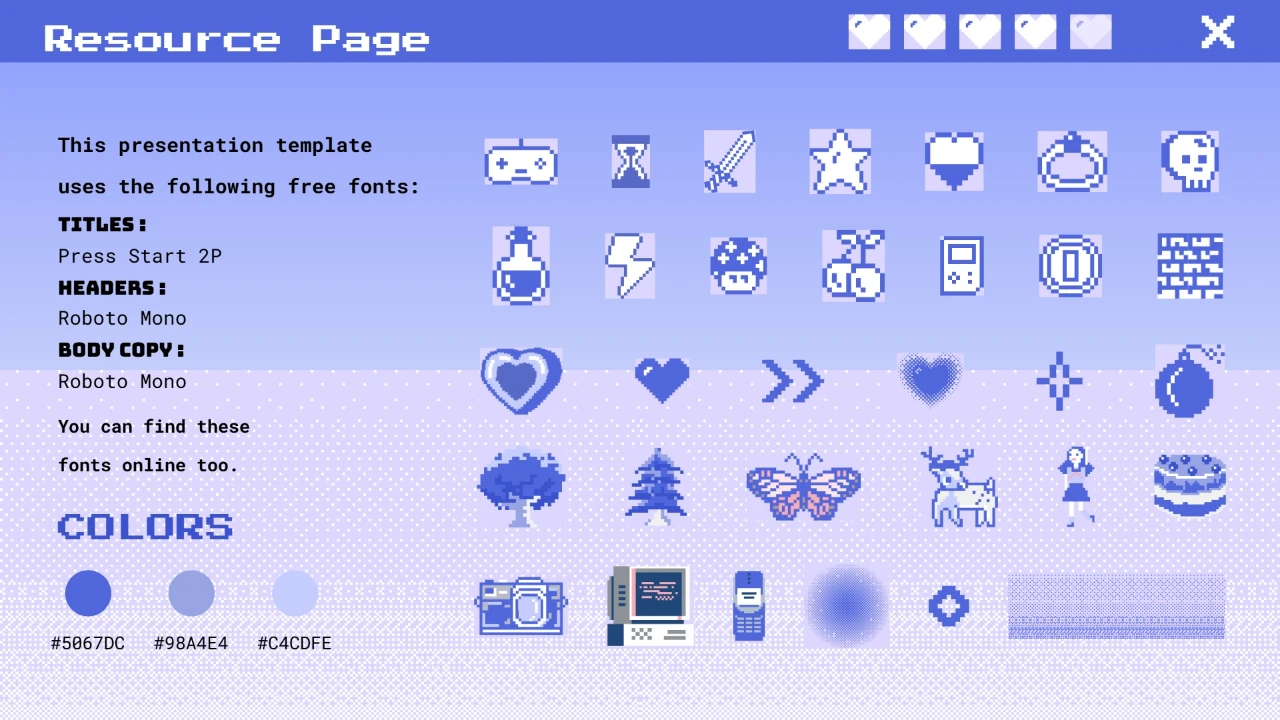 Resource Page
This presentation template
uses the following free fonts:
TITLES:
Press Start 2P
HEADERS:
Roboto Mono
BODY COPY:
Roboto Mono
You can find these
fonts online too.
COLORS
#5067DC #98A4E4 #C4CDFE